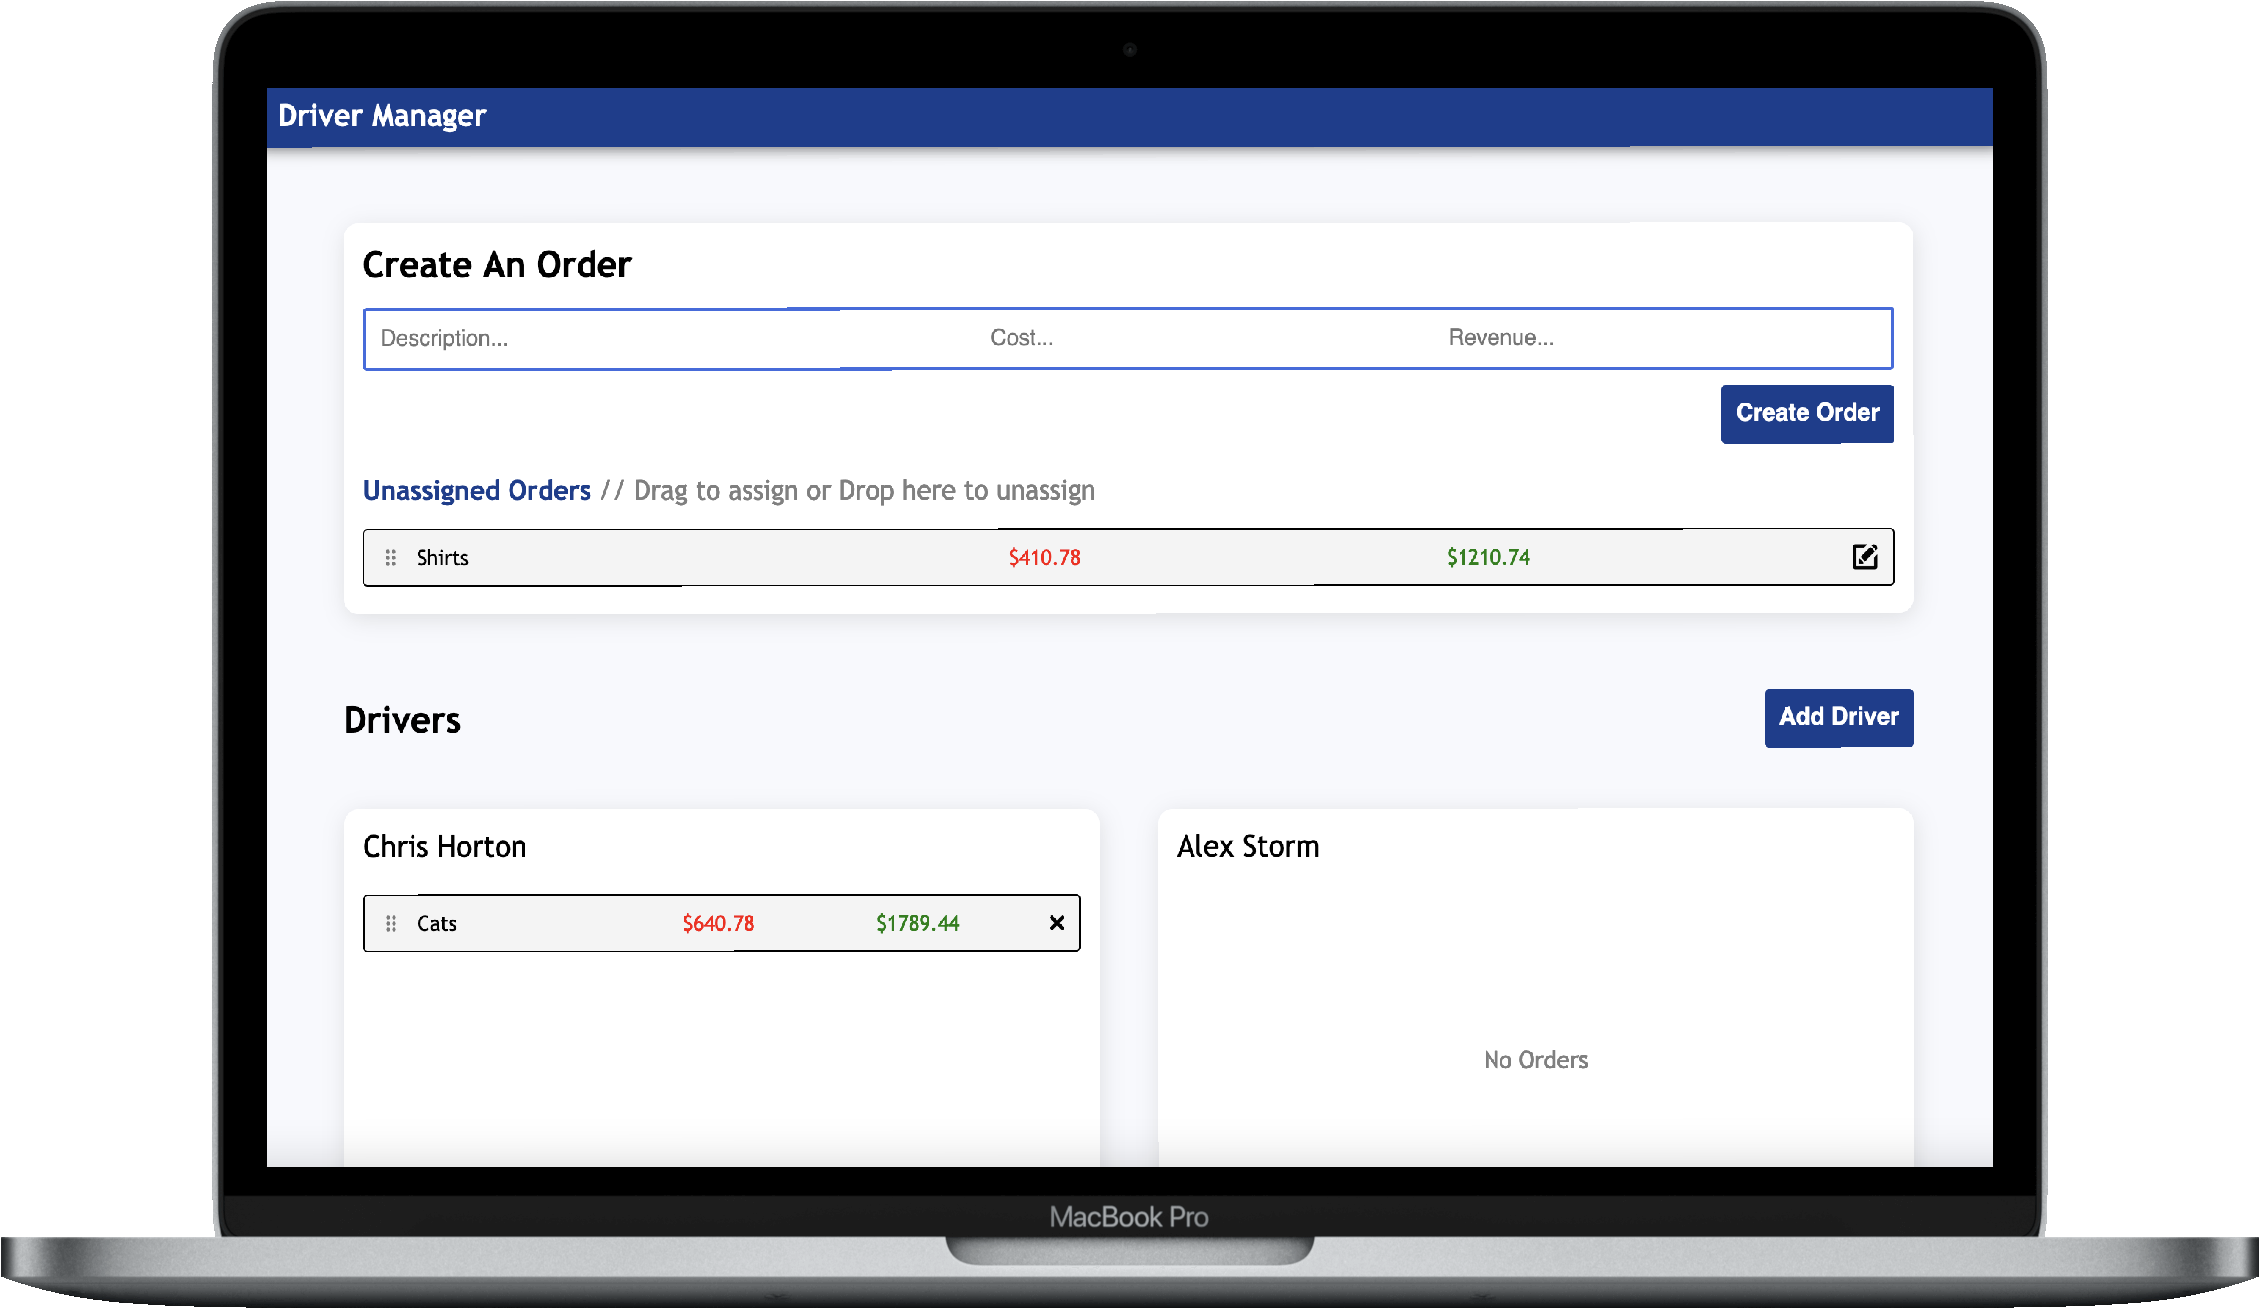 Driver Manager
Create An Order
Description... Cost... Revenue...
Create Order
Unassigned Orders // Drag to assign or Drop here to unassign
Shirts $410.78 $1210.74
Drivers
Add Driver
Chris Horton
Cats $640.78 $1789.44
Alex Storm
No Orders
MacBook Pro